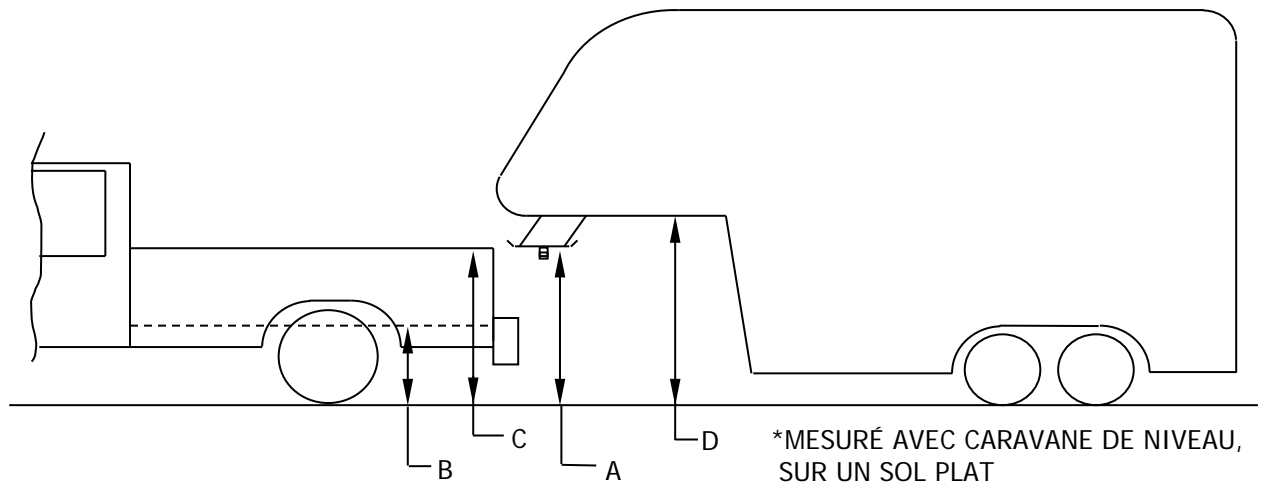 C
B
A
D
*MESURÉ AVEC CARAVANE DE NIVEAU,
SUR UN SOL PLAT